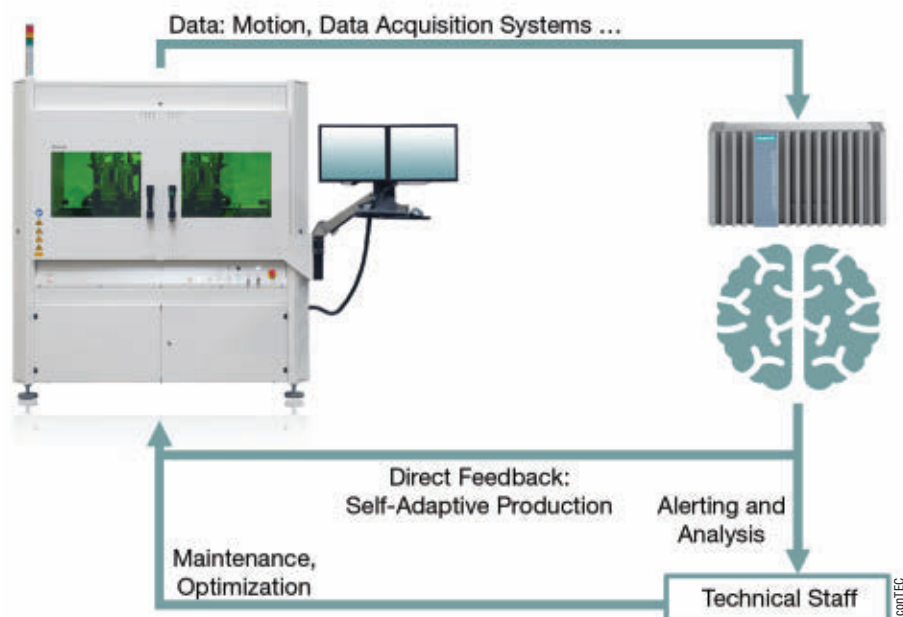 Data: Motion, Data Acquisition Systems ...
Direct Feedback:
Self-Adaptive Production
Alerting and
Analysis
Maintenance,
Optimization
Technical Staff
conTEC